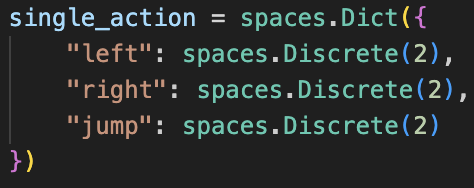 single_action = spaces.Dict({
    "left": spaces.Discrete(2),
    "right": spaces.Discrete(2),
    "jump": spaces.Discrete(2)
})